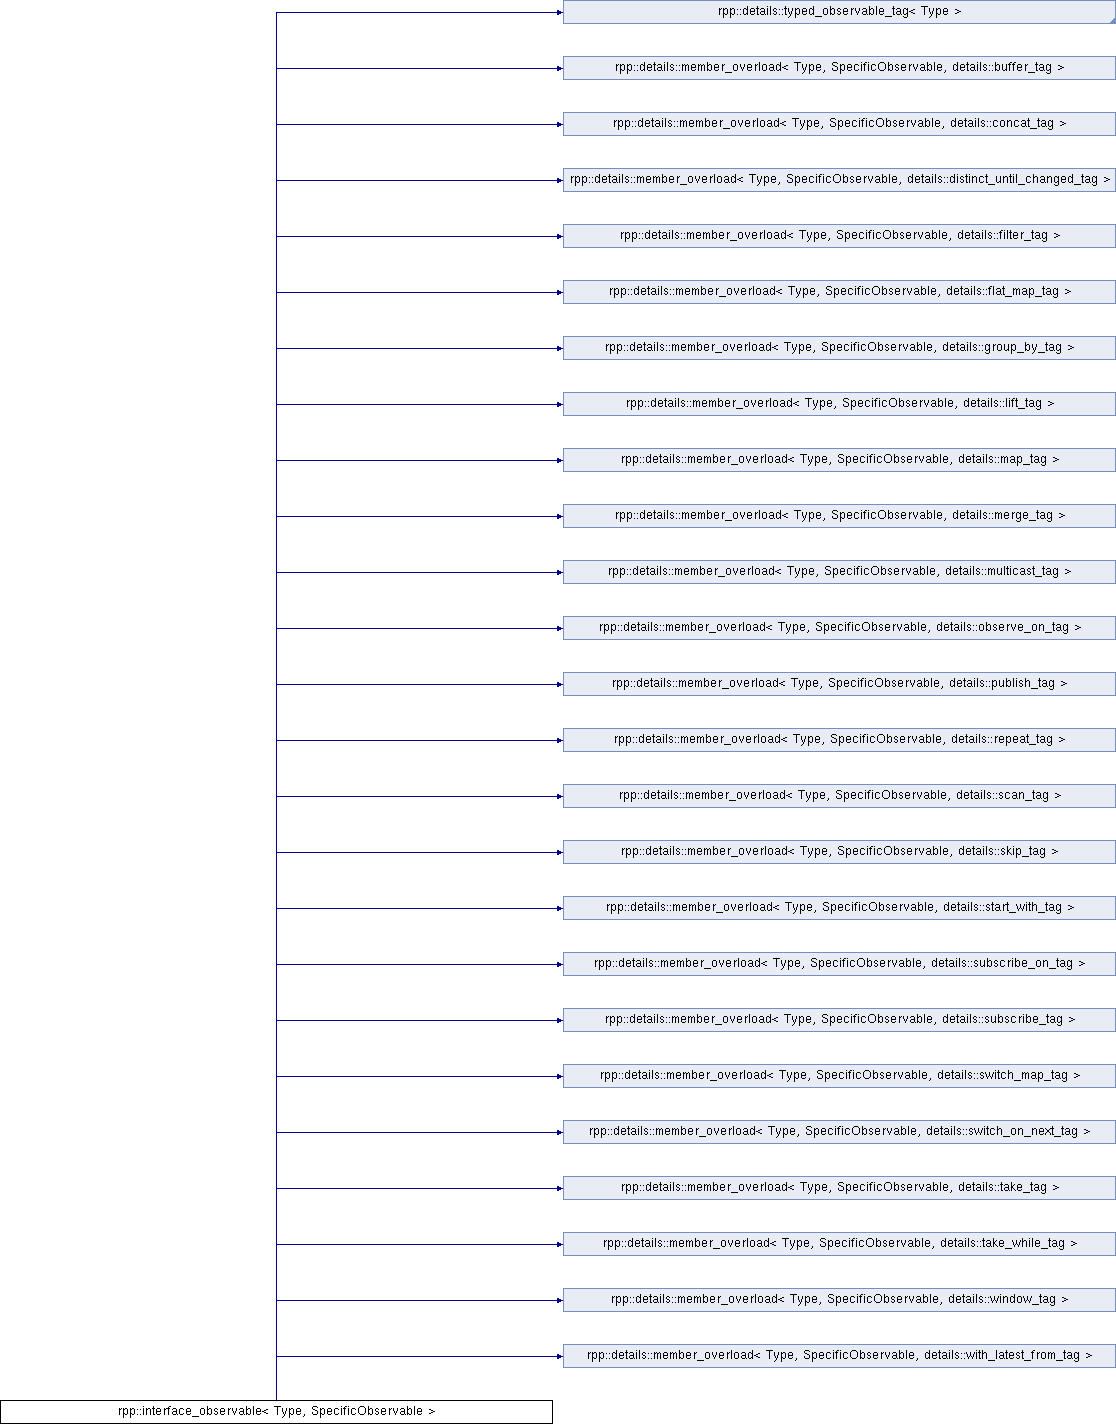 rpp::details::typed_observable_tag< Type >
rpp::details::member_overload< Type, SpecificObservable, details::buffer_tag >
rpp::details::member_overload< Type, SpecificObservable, details::concat_tag >
rpp::details::member_overload< Type, SpecificObservable, details::distinct_until_changed_tag >
rpp::details::member_overload< Type, SpecificObservable, details::filter_tag >
rpp::details::member_overload< Type, SpecificObservable, details::flat_map_tag >
rpp::details::member_overload< Type, SpecificObservable, details::group_by_tag >
rpp::details::member_overload< Type, SpecificObservable, details::lift_tag >
rpp::details::member_overload< Type, SpecificObservable, details::map_tag >
rpp::details::member_overload< Type, SpecificObservable, details::merge_tag >
rpp::details::member_overload< Type, SpecificObservable, details::multicast_tag >
rpp::details::member_overload< Type, SpecificObservable, details::observe_on_tag >
rpp::details::member_overload< Type, SpecificObservable, details::publish_tag >
rpp::details::member_overload< Type, SpecificObservable, details::repeat_tag >
rpp::details::member_overload< Type, SpecificObservable, details::scan_tag >
rpp::details::member_overload< Type, SpecificObservable, details::skip_tag >
rpp::details::member_overload< Type, SpecificObservable, details::start_with_tag >
rpp::details::member_overload< Type, SpecificObservable, details::subscribe_on_tag >
rpp::details::member_overload< Type, SpecificObservable, details::subscribe_tag >
rpp::details::member_overload< Type, SpecificObservable, details::switch_map_tag >
rpp::details::member_overload< Type, SpecificObservable, details::switch_on_next_tag >
rpp::details::member_overload< Type, SpecificObservable, details::take_tag >
rpp::details::member_overload< Type, SpecificObservable, details::take_while_tag >
rpp::details::member_overload< Type, SpecificObservable, details::window_tag >
rpp::details::member_overload< Type, SpecificObservable, details::with_latest_from_tag >
rpp::interface_observable< Type, SpecificObservable >